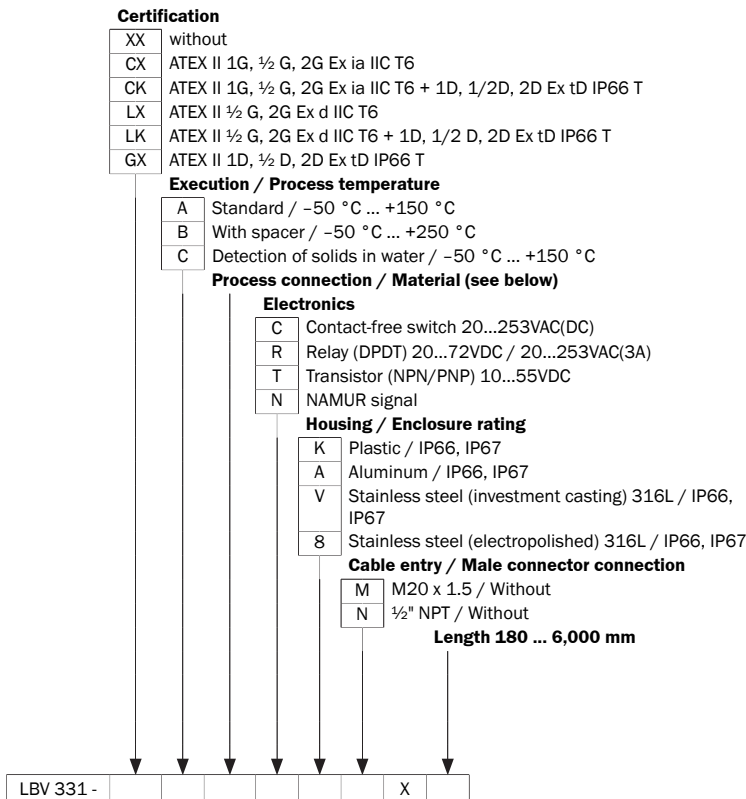 Certification
XX without
CX ATEX II 1G, ½ G, 2G Ex ia IIC T6
CK ATEX II 1G, ½ G, 2G Ex ia IIC T6 + 1D, 1/2D, 2D Ex tD IP66 T
LX ATEX II ½ G, 2G Ex d IIC T6
LK ATEX II ½ G, 2G Ex d IIC T6 + 1D, 1/2 D, 2D Ex tD IP66 T
GX ATEX II 1D, ½ D, 2D Ex tD IP66 T
Execution / Process temperature
A Standard / –50 °C ... +150 °C
B With spacer / –50 °C ... +250 °C
C Detection of solids in water / –50 °C ... +150 °C
Process connection / Material (see below)
Electronics
C Contact-free switch 20...253VAC(DC)
R Relay (DPDT) 20...72VDC / 20...253VAC(3A)
T Transistor (NPN/PNP) 10...55VDC
N NAMUR signal
Housing / Enclosure rating
K Plastic / IP66, IP67
A Aluminum / IP66, IP67
V Stainless steel (investment casting) 316L / IP66,
IP67
8 Stainless steel (electropolished) 316L / IP66, IP67
Cable entry / Male connector connection
M M20 x 1.5 / Without
N ½" NPT / Without
Length 180 ... 6,000 mm
LBV 331 - X